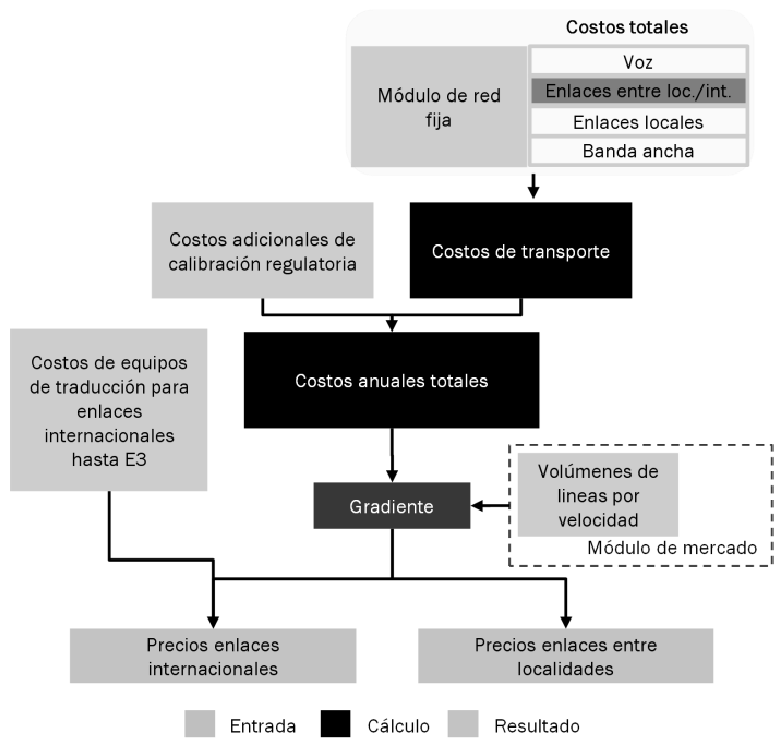 Costos totales
Módulo de red
fija
Voz
Enlaces entre loc./int.
Enlaces locales
Banda ancha
Costos adicionales de
calibración regulatoria
Costos de transporte
Costos de equipos
de traducción para
enlaces
internacionales
hasta E3
Costos anuales totales
Gradiente
Volúmenes de
lineas por
velocidad
Módulo de mercado
Precios enlaces
internacionales
Precios enlaces entre
localidades
Entrada
Cálculo
Resultado